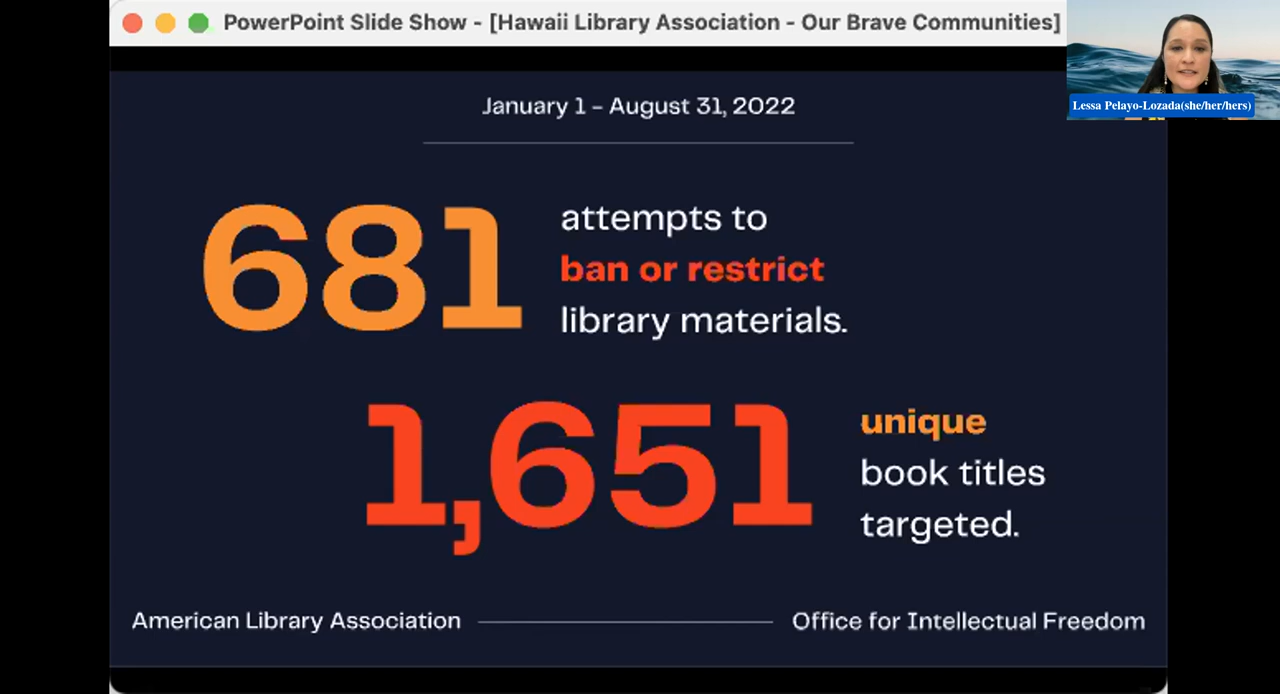 PowerPoint Slide Show - [Hawaii Library Association - Our Brave Communities]
Lessa Pelayo-Lozada(she/her/hers)
January 1 – August 31, 2022
681
attempts to
ban or restrict
library materials.
1,651
unique
book titles
targeted.
American Library Association
Office for Intellectual Freedom